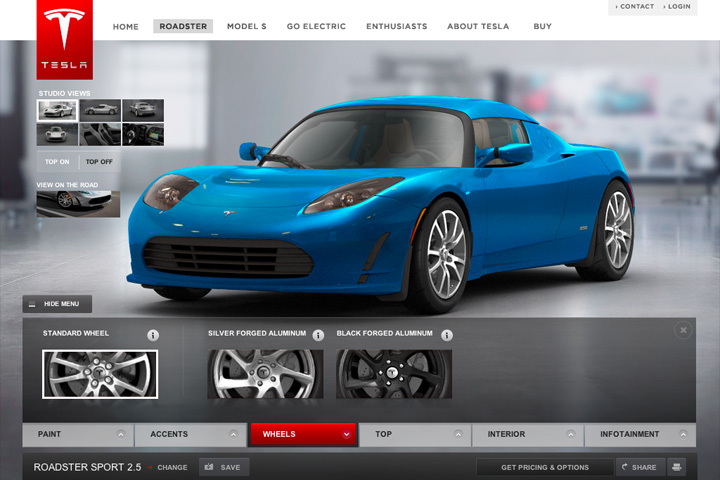 › CONTACT › LOGIN
HOME ROADSTER MODEL S GO ELECTRIC ENTHUSIASTS ABOUT TESLA BUY
TESLA
STUDIO VIEWS
TOP ON TOP OFF
VIEW ON THE ROAD
HIDE MENU
STANDARD WHEEL i SILVER FORGED ALUMINUM i BLACK FORGED ALUMINUM i
PAINT ACCENTS WHEELS TOP INTERIOR INFOTAINMENT
ROADSTER SPORT 2.5 CHANGE SAVE GET PRICING & OPTIONS SHARE